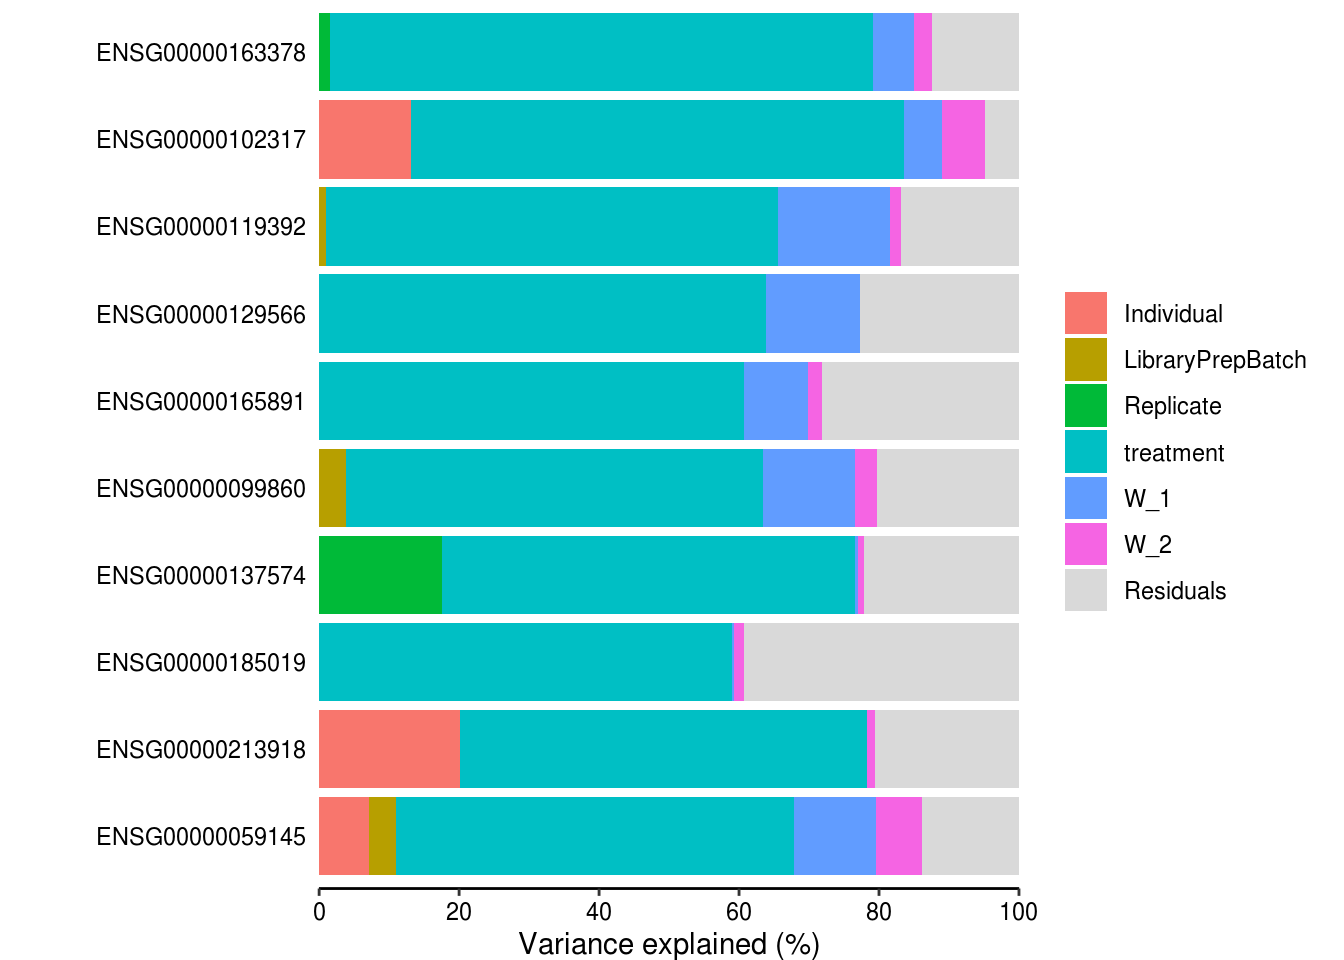 ENSG00000163378
ENSG00000102317
ENSG00000119392
ENSG00000129566
ENSG00000165891
ENSG00000099860
ENSG00000137574
ENSG00000185019
ENSG00000213918
ENSG00000059145
0 20 40 60 80 100
Variance explained (%)
Individual
LibraryPrepBatch
Replicate
treatment
W_1
W_2
Residuals